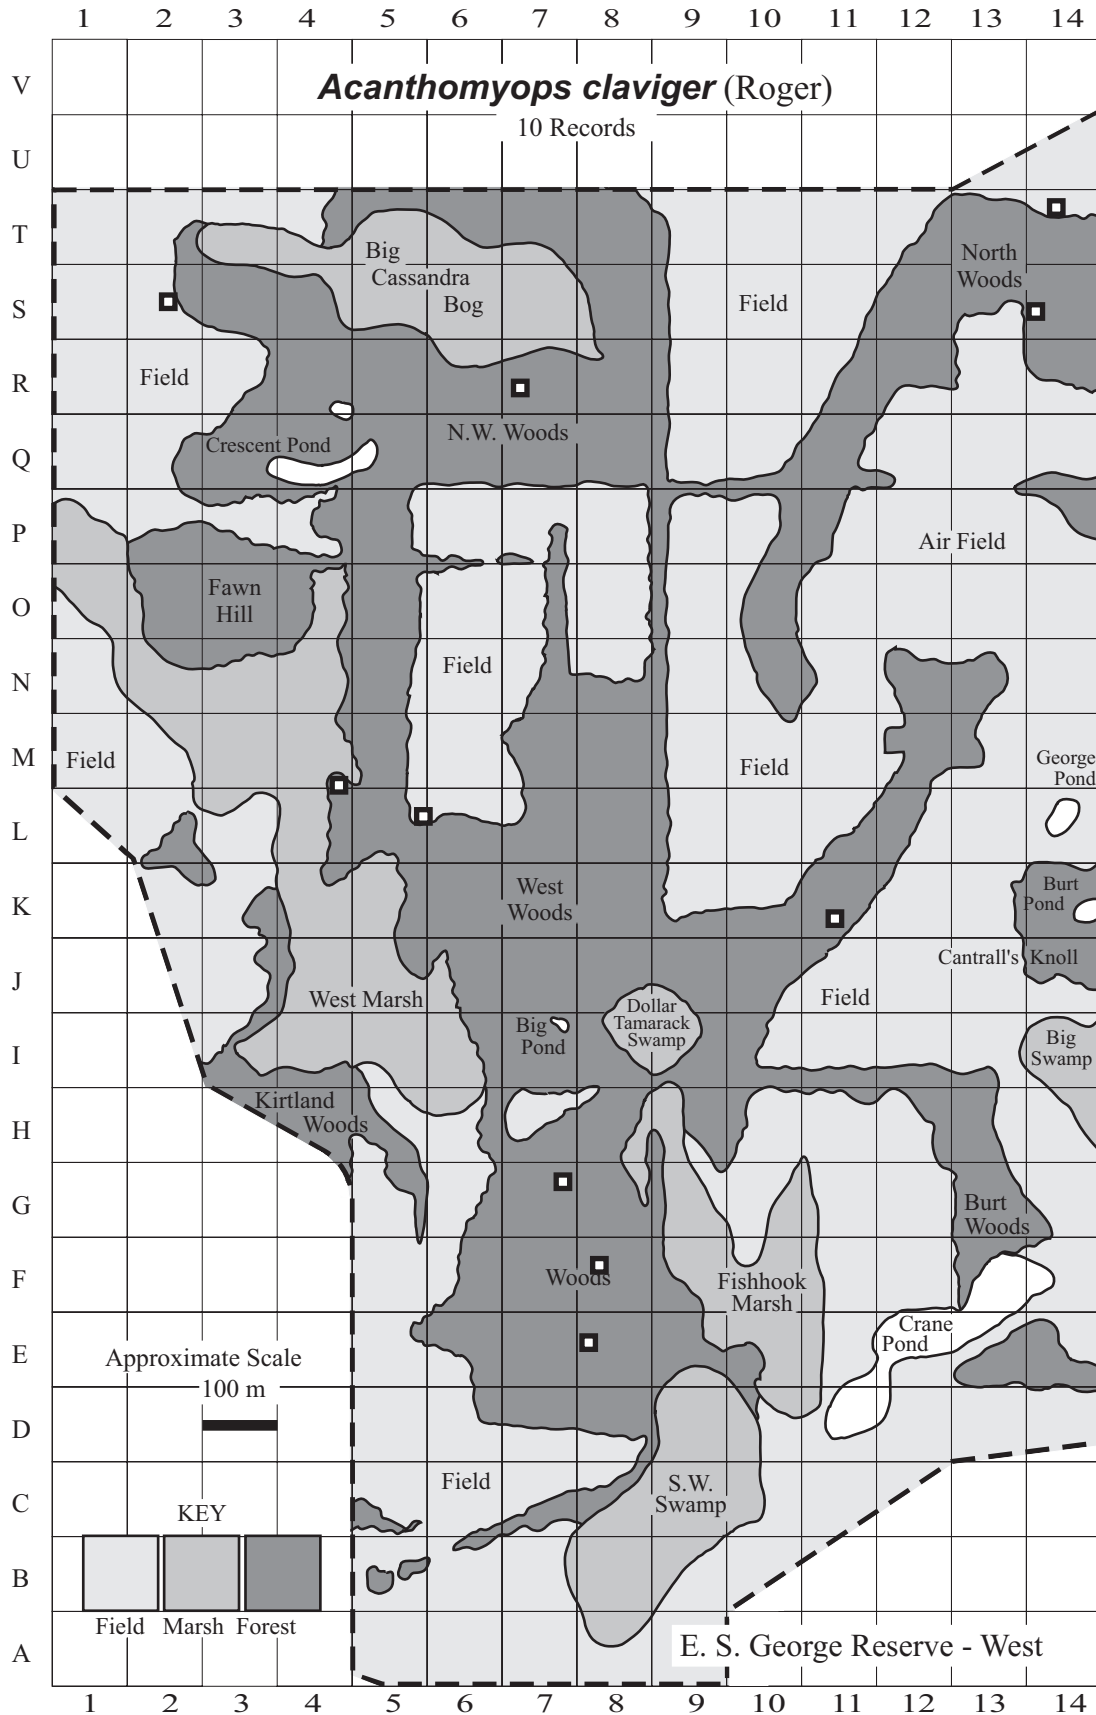 1 2 3 4 5 6 7 8 9 10 11 12 13 14
V
Acanthomyops claviger (Roger)
10 Records
U
T
Big
Cassandra
Bog
North
Woods
S
Field
R
Field
N.W. Woods
Crescent Pond
Q
P
Air Field
Fawn
Hill
O
Field
N
M
Field
Field
George
Pond
L
West
Woods
Burt
Pond
K
Cantrall's Knoll
J
West Marsh
Field
Dollar
Tamarack
Swamp
Big
Pond
Big
Swamp
I
Kirtland
Woods
H
G
Burt
Woods
F
Woods
Fishhook
Marsh
Crane
Pond
E
Approximate Scale
100 m
D
Field
S.W.
Swamp
C
KEY
B
Field Marsh Forest
A
E. S. George Reserve - West
1 2 3 4 5 6 7 8 9 10 11 12 13 14